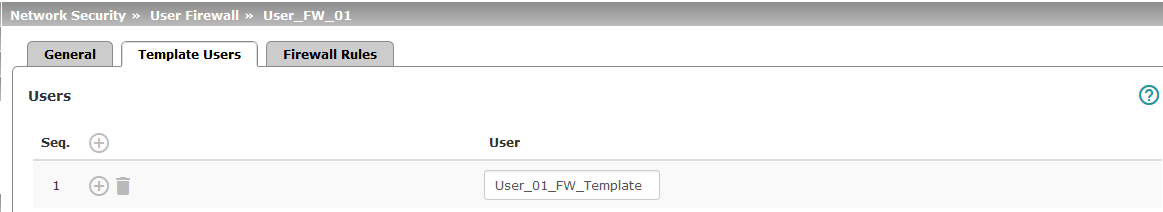 Network Security » User Firewall » User_FW_01
General Template Users Firewall Rules
Users
?
Seq. User
1 User_01_FW_Template